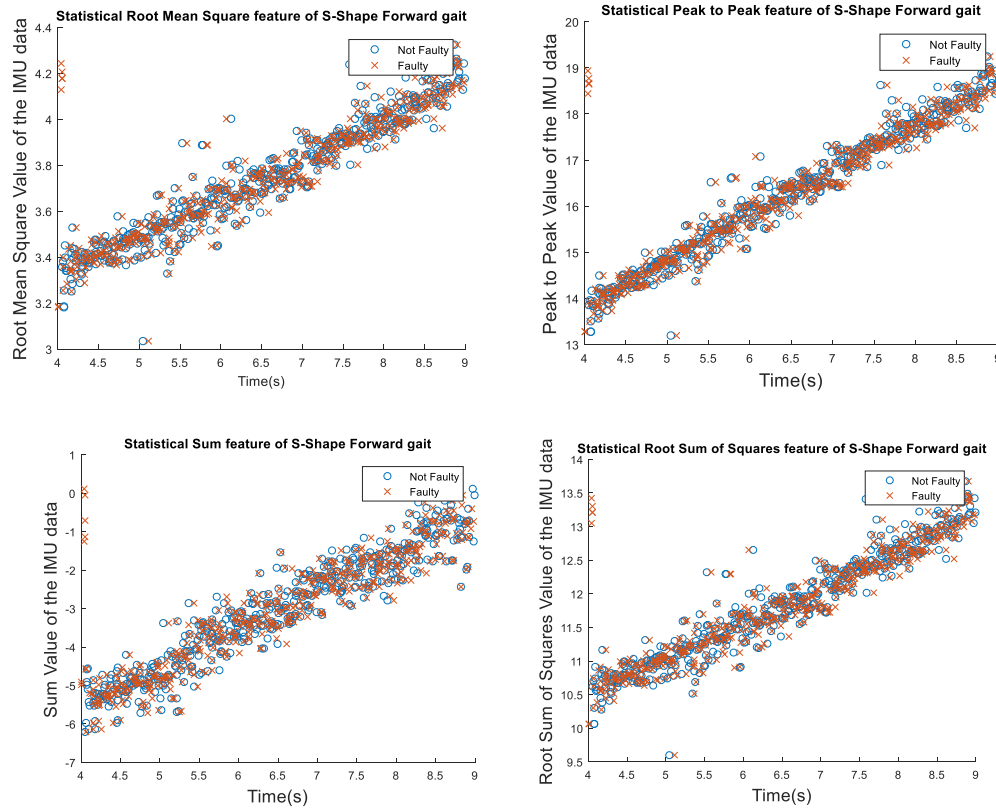 Statistical Root Mean Square feature of S-Shape Forward gait
Root Mean Square Value of the IMU data
4.4
4.2
4
3.8
3.6
3.4
3.2
3
Not Faulty
Faulty
4 4.5 5 5.5 6 6.5 7 7.5 8 8.5 9
Time(s)
Statistical Peak to Peak feature of S-Shape Forward gait
Peak to Peak Value of the IMU data
20
19
18
17
16
15
14
13
Not Faulty
Faulty
4 4.5 5 5.5 6 6.5 7 7.5 8 8.5 9
Time(s)
Statistical Sum feature of S-Shape Forward gait
Sum Value of the IMU data
1
0
-1
-2
-3
-4
-5
-6
-7
Not Faulty
Faulty
4 4.5 5 5.5 6 6.5 7 7.5 8 8.5 9
Time(s)
Statistical Root Sum of Squares feature of S-Shape Forward gait
Root Sum of Squares Value of the IMU data
14
13.5
13
12.5
12
11.5
11
10.5
10
9.5
Not Faulty
Faulty
4 4.5 5 5.5 6 6.5 7 7.5 8 8.5 9
Time(s)